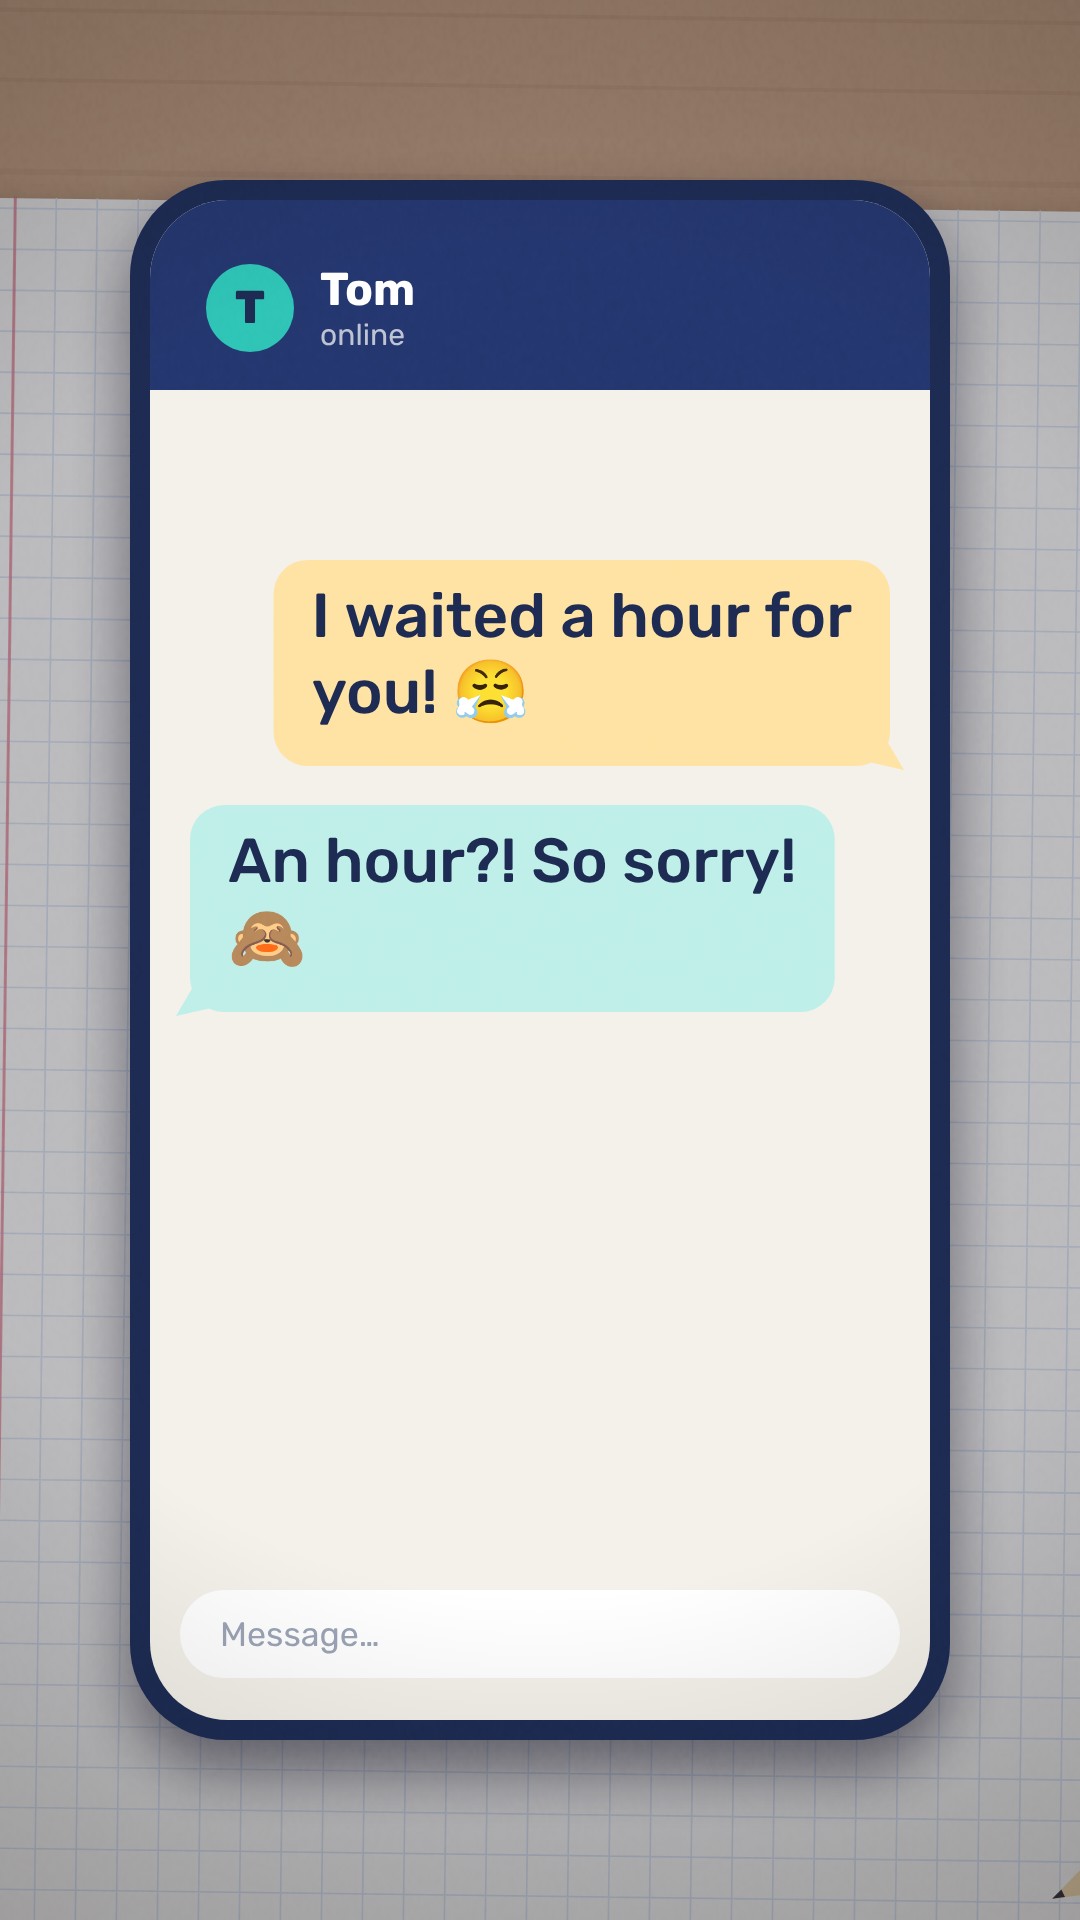 T
Tom
online
I waited a hour for
you! 😤
An hour?! So sorry!
🙈
Message...